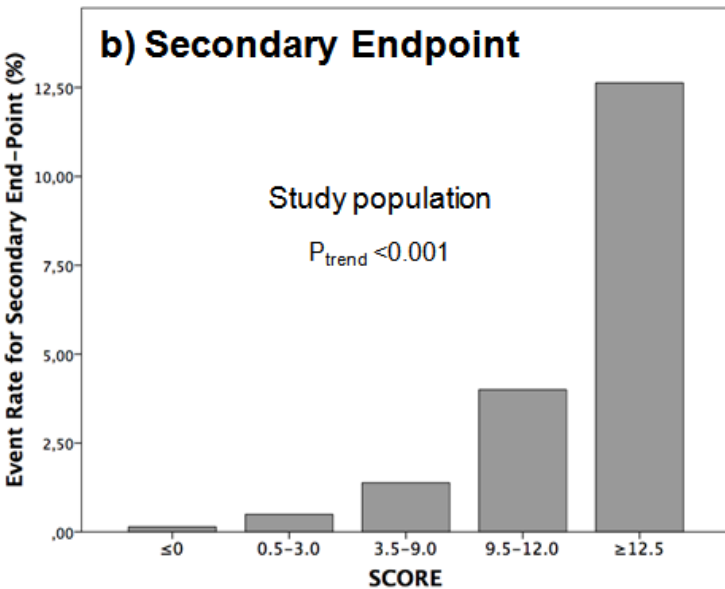 b) Secondary Endpoint
Event Rate for Secondary End-Point (%)
12,50
10,00
7,50
5,00
2,50
,00
Study population
Ptrend <0.001
≤0
0.5-3.0
3.5-9.0
9.5-12.0
≥12.5
SCORE